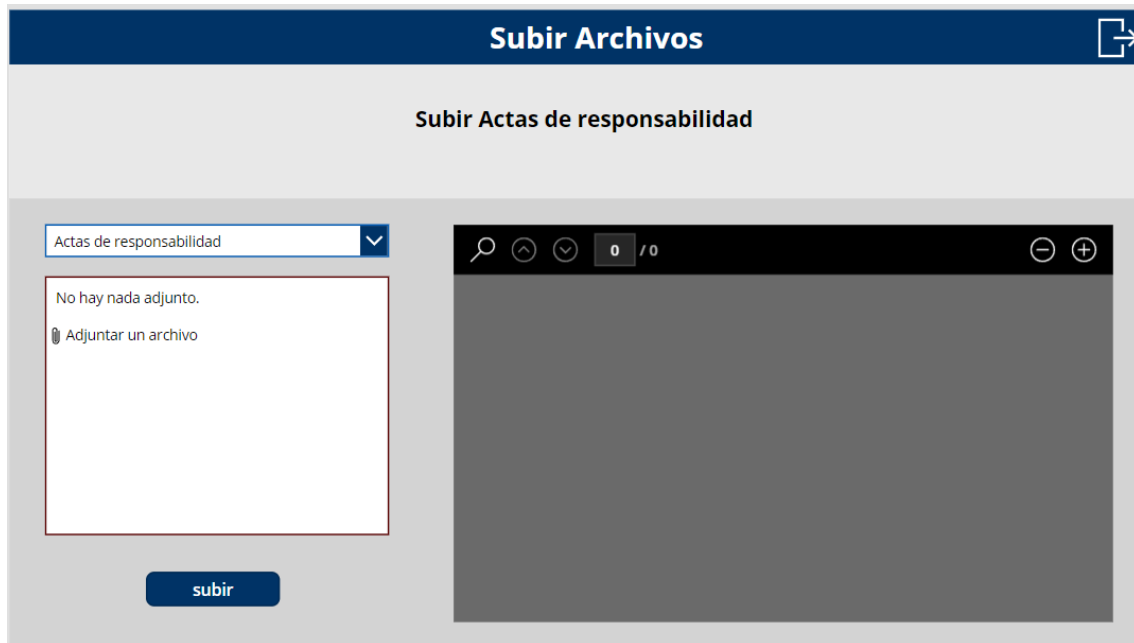 Subir Archivos
Subir Actas de responsabilidad
Actas de responsabilidad
No hay nada adjunto.
Adjuntar un archivo
subir
0 / 0